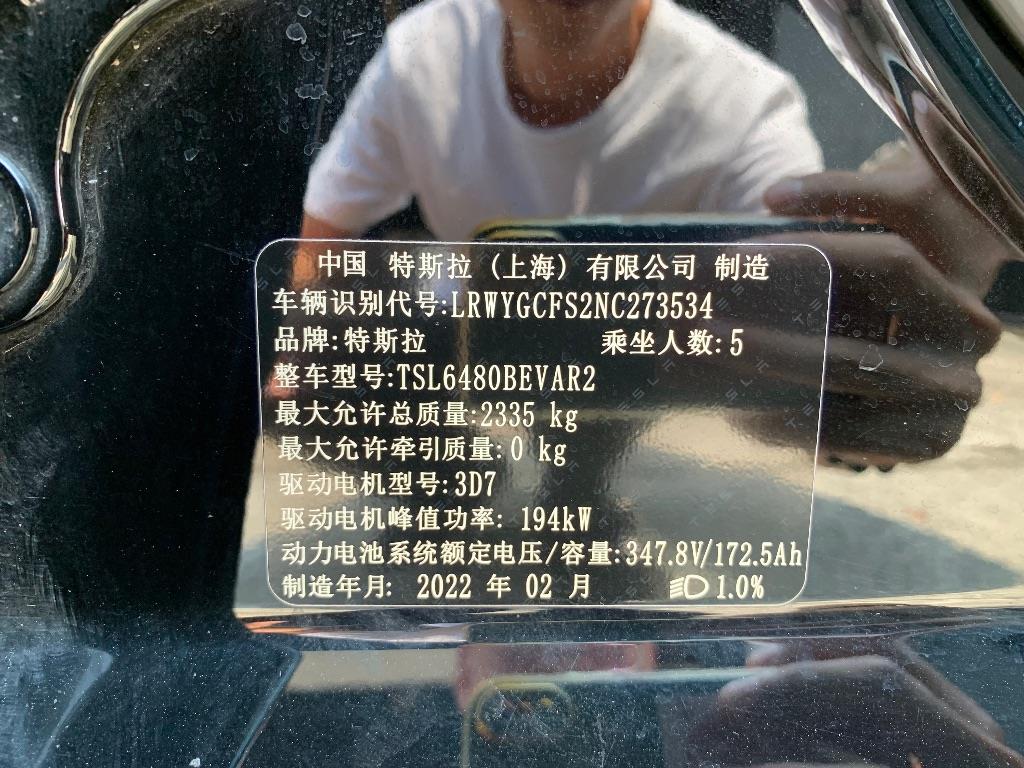 中国 特斯拉 (上海) 有限公司 制造
车辆识别代号:LRWYGCFS2NC273534
品牌:特斯拉 乘坐人数:5
整车型号:TSL6480BEVAR2
最大允许总质量:2335 kg
最大允许牵引质量:0 kg
驱动电机型号:3D7
驱动电机峰值功率: 194kW
动力电池系统额定电压/容量:347.8V/172.5Ah
制造年月: 2022 年 02 月 1.0%